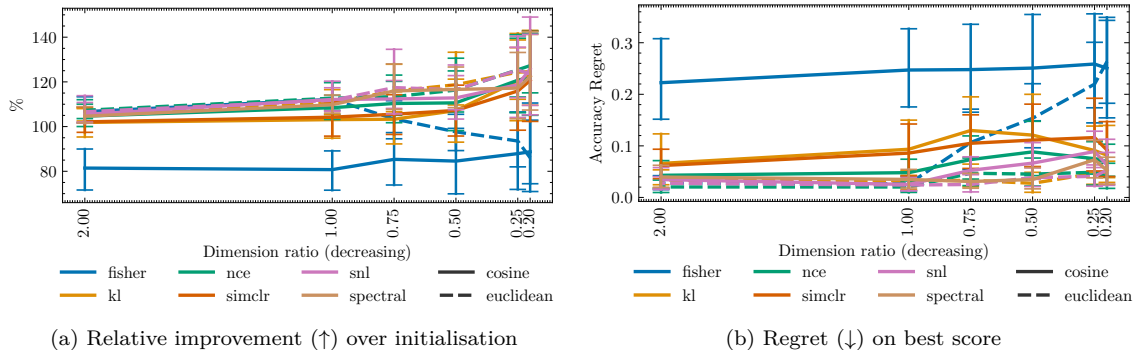 140
120
100
80
%
2.00
1.00
0.75
0.50
0.25
0.20
Dimension ratio (decreasing)
fisher
nce
snl
cosine
kl
simclr
spectral
euclidean
(a) Relative improvement (↑) over initialisation
0.3
0.2
0.1
0.0
Accuracy Regret
2.00
1.00
0.75
0.50
0.25
0.20
Dimension ratio (decreasing)
fisher
nce
snl
cosine
kl
simclr
spectral
euclidean
(b) Regret (↓) on best score